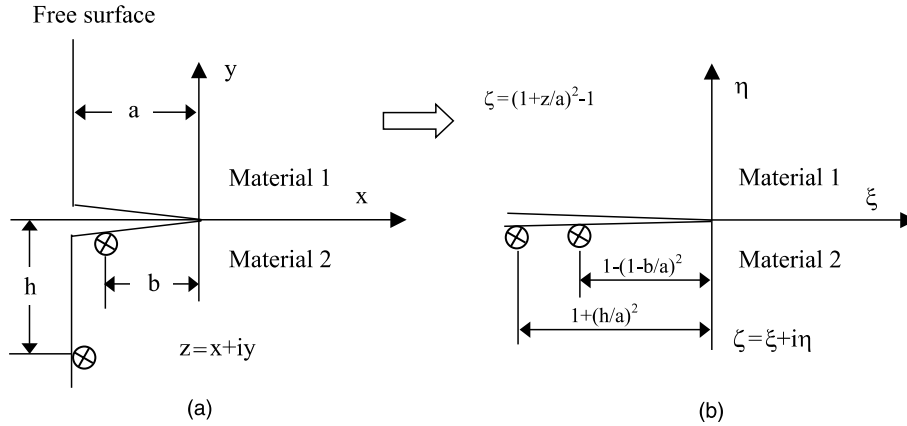 Free surface
y
a
Material 1
x
Material 2
h
b
z=x+iy
(a)
ζ=(1+z/a)²-1
η
Material 1
ξ
Material 2
1-(1-b/a)²
1+(h/a)²
ζ=ξ+iη
(b)